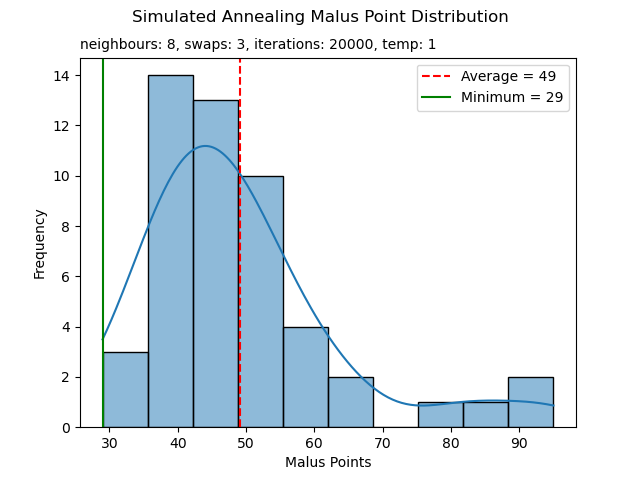 Simulated Annealing Malus Point Distribution
neighbours: 8, swaps: 3, iterations: 20000, temp: 1
Average = 49
Minimum = 29
14
12
10
8
6
4
2
0
Frequency
30 40 50 60 70 80 90
Malus Points